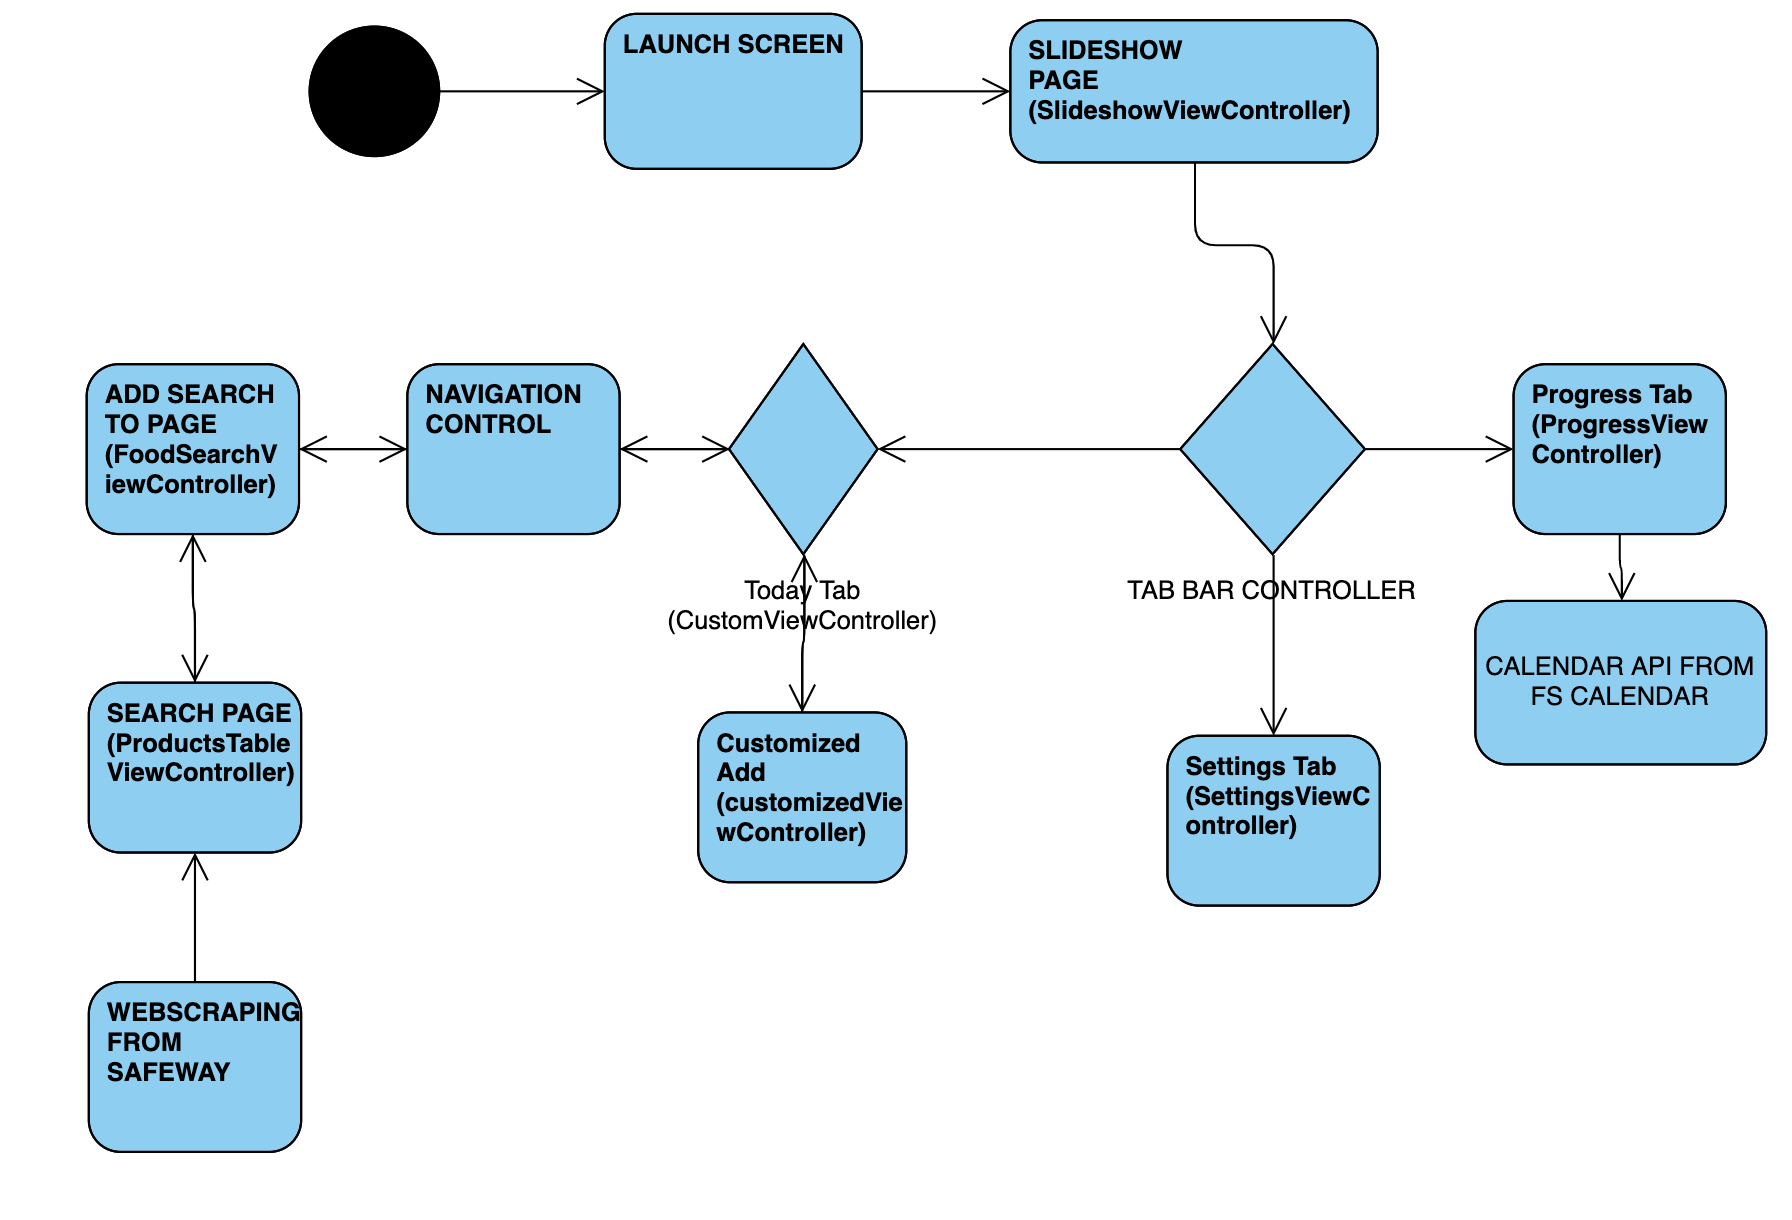 LAUNCH SCREEN
SLIDESHOW
PAGE
(SlideshowViewController)
ADD SEARCH
TO PAGE
(FoodSearchV
iewController)
NAVIGATION
CONTROL
Progress Tab
(ProgressView
Controller)
Today Tab
(CustomViewController)
TAB BAR CONTROLLER
CALENDAR API FROM
FS CALENDAR
SEARCH PAGE
(ProductsTable
ViewController)
Customized
Add
(customizedVie
wController)
Settings Tab
(SettingsViewC
ontroller)
WEBSCRAPING
FROM
SAFEWAY